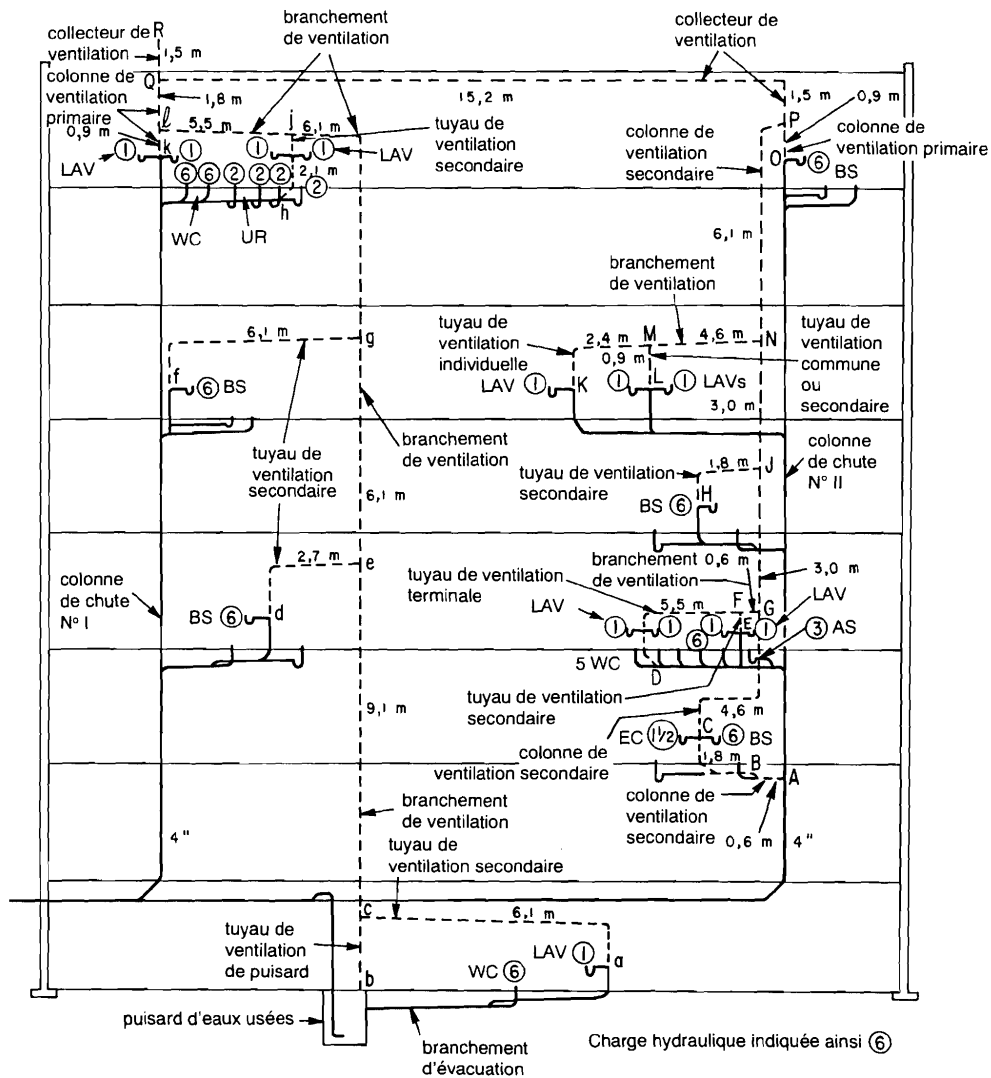 collecteur de
ventilation
R
1,5 m
branchement
de ventilation
collecteur de
ventilation
colonne de
ventilation
primaire
Q
1,8 m
15,2 m
1,5 m
0,9 m
P
l
5,5 m
j
6,1 m
tuyau de
ventilation
secondaire
colonne de
ventilation
secondaire
colonne de
ventilation primaire
O
0,9 m
k
LAV
1
1
1
1
LAV
6
BS
6
6
2
2
2
2,1 m
2
h
WC
UR
6,1 m
branchement
de ventilation
6,1 m
g
tuyau de
ventilation
individuelle
2,4 m
M
4,6 m
N
0,9 m
tuyau de
ventilation
commune
ou
secondaire
f
6 BS
LAV
1
K
1
L
1
LAVs
3,0 m
branchement
de ventilation
tuyau de
ventilation
secondaire
colonne
de chute
N° II
tuyau de ventilation
secondaire
1,8 m
J
6,1 m
BS 6
H
2,7 m
e
branchement
de ventilation
0,6 m
3,0 m
colonne
de chute
N° I
tuyau de ventilation
terminale
5,5 m
F
G
LAV
BS 6
d
LAV
1
1
1
E
1
6
3 AS
5 WC
D
tuyau de ventilation
secondaire
9,1 m
4,6 m
EC 1½
C
6 BS
colonne de
ventilation secondaire
1,8 m
B
A
colonne de
ventilation
secondaire
0,6 m
branchement
de ventilation
4"
4"
tuyau de
ventilation secondaire
c
6,1 m
tuyau de
ventilation
de puisard
LAV 1
a
WC 6
b
puisard d'eaux usées
branchement
d'évacuation
Charge hydraulique indiquée ainsi 6